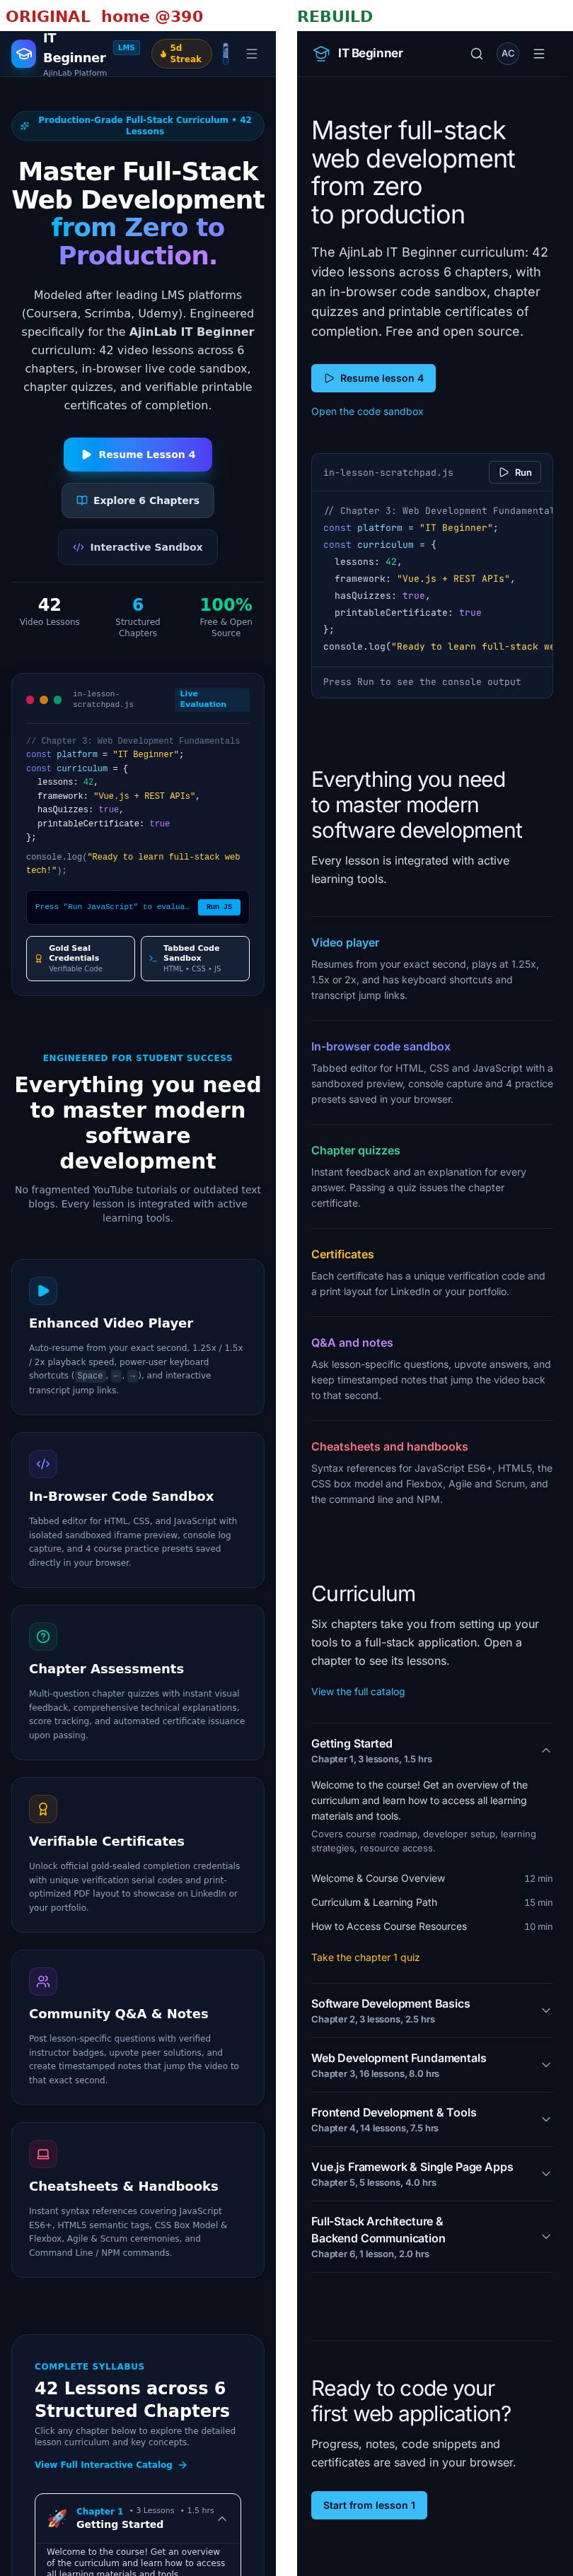 ORIGINAL home @390
IT
Beginner
LMS
AjinLab Platform
5d
Streak
Production-Grade Full-Stack Curriculum • 42
Lessons
Master Full-Stack
Web Development
from Zero to
Production.
Modeled after leading LMS platforms
(Coursera, Scrimba, Udemy). Engineered
specifically for the AjinLab IT Beginner
curriculum: 42 video lessons across 6
chapters, in-browser live code sandbox,
chapter quizzes, and verifiable printable
certificates of completion.
Resume Lesson 4
Explore 6 Chapters
Interactive Sandbox
42
Video Lessons
6
Structured
Chapters
100%
Free & Open
Source
in-lesson-
scratchpad.js
Live
Evaluation
// Chapter 3: Web Development Fundamentals
const platform = "IT Beginner";
const curriculum = {
lessons: 42,
framework: "Vue.js + REST APIs",
hasQuizzes: true,
printableCertificate: true
};
console.log("Ready to learn full-stack web
tech!");
Press "Run JavaScript" to evalua…
Run JS
Gold Seal
Credentials
Verifiable Code
Tabbed Code
Sandbox
HTML • CSS • JS
ENGINEERED FOR STUDENT SUCCESS
Everything you need
to master modern
software
development
No fragmented YouTube tutorials or outdated text
blogs. Every lesson is integrated with active
learning tools.
Enhanced Video Player
Auto-resume from your exact second, 1.25x / 1.5x
/ 2x playback speed, power-user keyboard
shortcuts (Space, ←, →), and interactive
transcript jump links.
In-Browser Code Sandbox
Tabbed editor for HTML, CSS, and JavaScript with
isolated sandboxed iframe preview, console log
capture, and 4 course practice presets saved
directly in your browser.
Chapter Assessments
Multi-question chapter quizzes with instant visual
feedback, comprehensive technical explanations,
score tracking, and automated certificate issuance
upon passing.
Verifiable Certificates
Unlock official gold-sealed completion credentials
with unique verification serial codes and print-
optimized PDF layout to showcase on LinkedIn or
your portfolio.
Community Q&A & Notes
Post lesson-specific questions with verified
instructor badges, upvote peer solutions, and
create timestamped notes that jump the video to
that exact second.
Cheatsheets & Handbooks
Instant syntax references covering JavaScript
ES6+, HTML5 semantic tags, CSS Box Model &
Flexbox, Agile & Scrum ceremonies, and
Command Line / NPM commands.
COMPLETE SYLLABUS
42 Lessons across 6
Structured Chapters
Click any chapter below to explore the detailed
lesson curriculum and key concepts.
View Full Interactive Catalog →
Chapter 1 • 3 Lessons • 1.5 hrs
Getting Started
Welcome to the course! Get an overview
of the curriculum and learn how to access
all learning materials and tools.
REBUILD
IT Beginner
AC
Master full-stack
web development
from zero
to production
The AjinLab IT Beginner curriculum: 42
video lessons across 6 chapters, with
an in-browser code sandbox, chapter
quizzes and printable certificates of
completion. Free and open source.
Resume lesson 4
Open the code sandbox
in-lesson-scratchpad.js
Run
// Chapter 3: Web Development Fundamental
const platform = "IT Beginner";
const curriculum = {
lessons: 42,
framework: "Vue.js + REST APIs",
hasQuizzes: true,
printableCertificate: true
};
console.log("Ready to learn full-stack we
Press Run to see the console output
Everything you need
to master modern
software development
Every lesson is integrated with active
learning tools.
Video player
Resumes from your exact second, plays at 1.25x,
1.5x or 2x, and has keyboard shortcuts and
transcript jump links.
In-browser code sandbox
Tabbed editor for HTML, CSS and JavaScript with a
sandboxed preview, console capture and 4 practice
presets saved in your browser.
Chapter quizzes
Instant feedback and an explanation for every
answer. Passing a quiz issues the chapter
certificate.
Certificates
Each certificate has a unique verification code and
a print layout for LinkedIn or your portfolio.
Q&A and notes
Ask lesson-specific questions, upvote answers, and
keep timestamped notes that jump the video back
to that second.
Cheatsheets and handbooks
Syntax references for JavaScript ES6+, HTML5, the
CSS box model and Flexbox, Agile and Scrum, and
the command line and NPM.
Curriculum
Six chapters take you from setting up your
tools to a full-stack application. Open a
chapter to see its lessons.
View the full catalog
Getting Started
Chapter 1, 3 lessons, 1.5 hrs
Welcome to the course! Get an overview of the
curriculum and learn how to access all learning
materials and tools.
Covers course roadmap, developer setup, learning
strategies, resource access.
Welcome & Course Overview 12 min
Curriculum & Learning Path 15 min
How to Access Course Resources 10 min
Take the chapter 1 quiz
Software Development Basics
Chapter 2, 3 lessons, 2.5 hrs
Web Development Fundamentals
Chapter 3, 16 lessons, 8.0 hrs
Frontend Development & Tools
Chapter 4, 14 lessons, 7.5 hrs
Vue.js Framework & Single Page Apps
Chapter 5, 5 lessons, 4.0 hrs
Full-Stack Architecture &
Backend Communication
Chapter 6, 1 lesson, 2.0 hrs
Ready to code your
first web application?
Progress, notes, code snippets and
certificates are saved in your browser.
Start from lesson 1